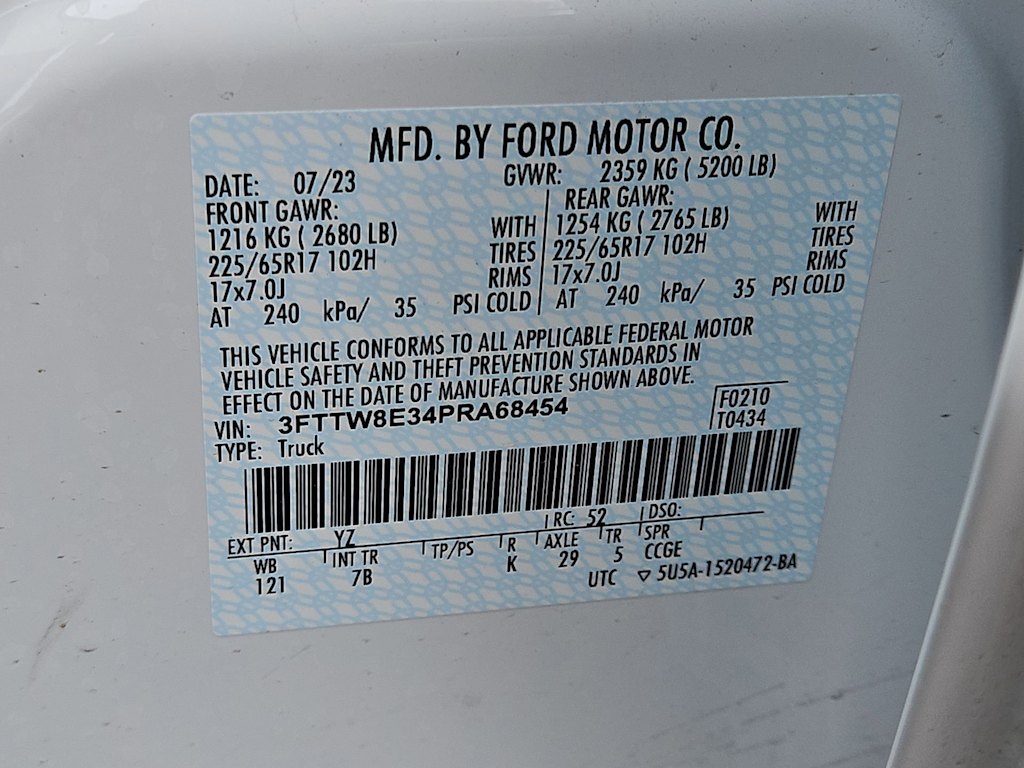 MFD. BY FORD MOTOR CO.
DATE: 07/23 GVWR: 2359 KG ( 5200 LB)
FRONT GAWR: REAR GAWR:
1216 KG ( 2680 LB) WITH 1254 KG ( 2765 LB) WITH
225/65R17 102H TIRES 225/65R17 102H TIRES
17x7.0J RIMS 17x7.0J RIMS
AT 240 kPa/ 35 PSI COLD AT 240 kPa/ 35 PSI COLD
THIS VEHICLE CONFORMS TO ALL APPLICABLE FEDERAL MOTOR
VEHICLE SAFETY AND THEFT PREVENTION STANDARDS IN
EFFECT ON THE DATE OF MANUFACTURE SHOWN ABOVE.
VIN: 3FTTW8E34PRA68454 F0210
TYPE: Truck T0434
EXT PNT: YZ RC: 52 DSO:
WB INT TR TP/PS R AXLE TR SPR
121 7B K 29 5 CCGE
UTC ▽ 5U5A-1520472-BA